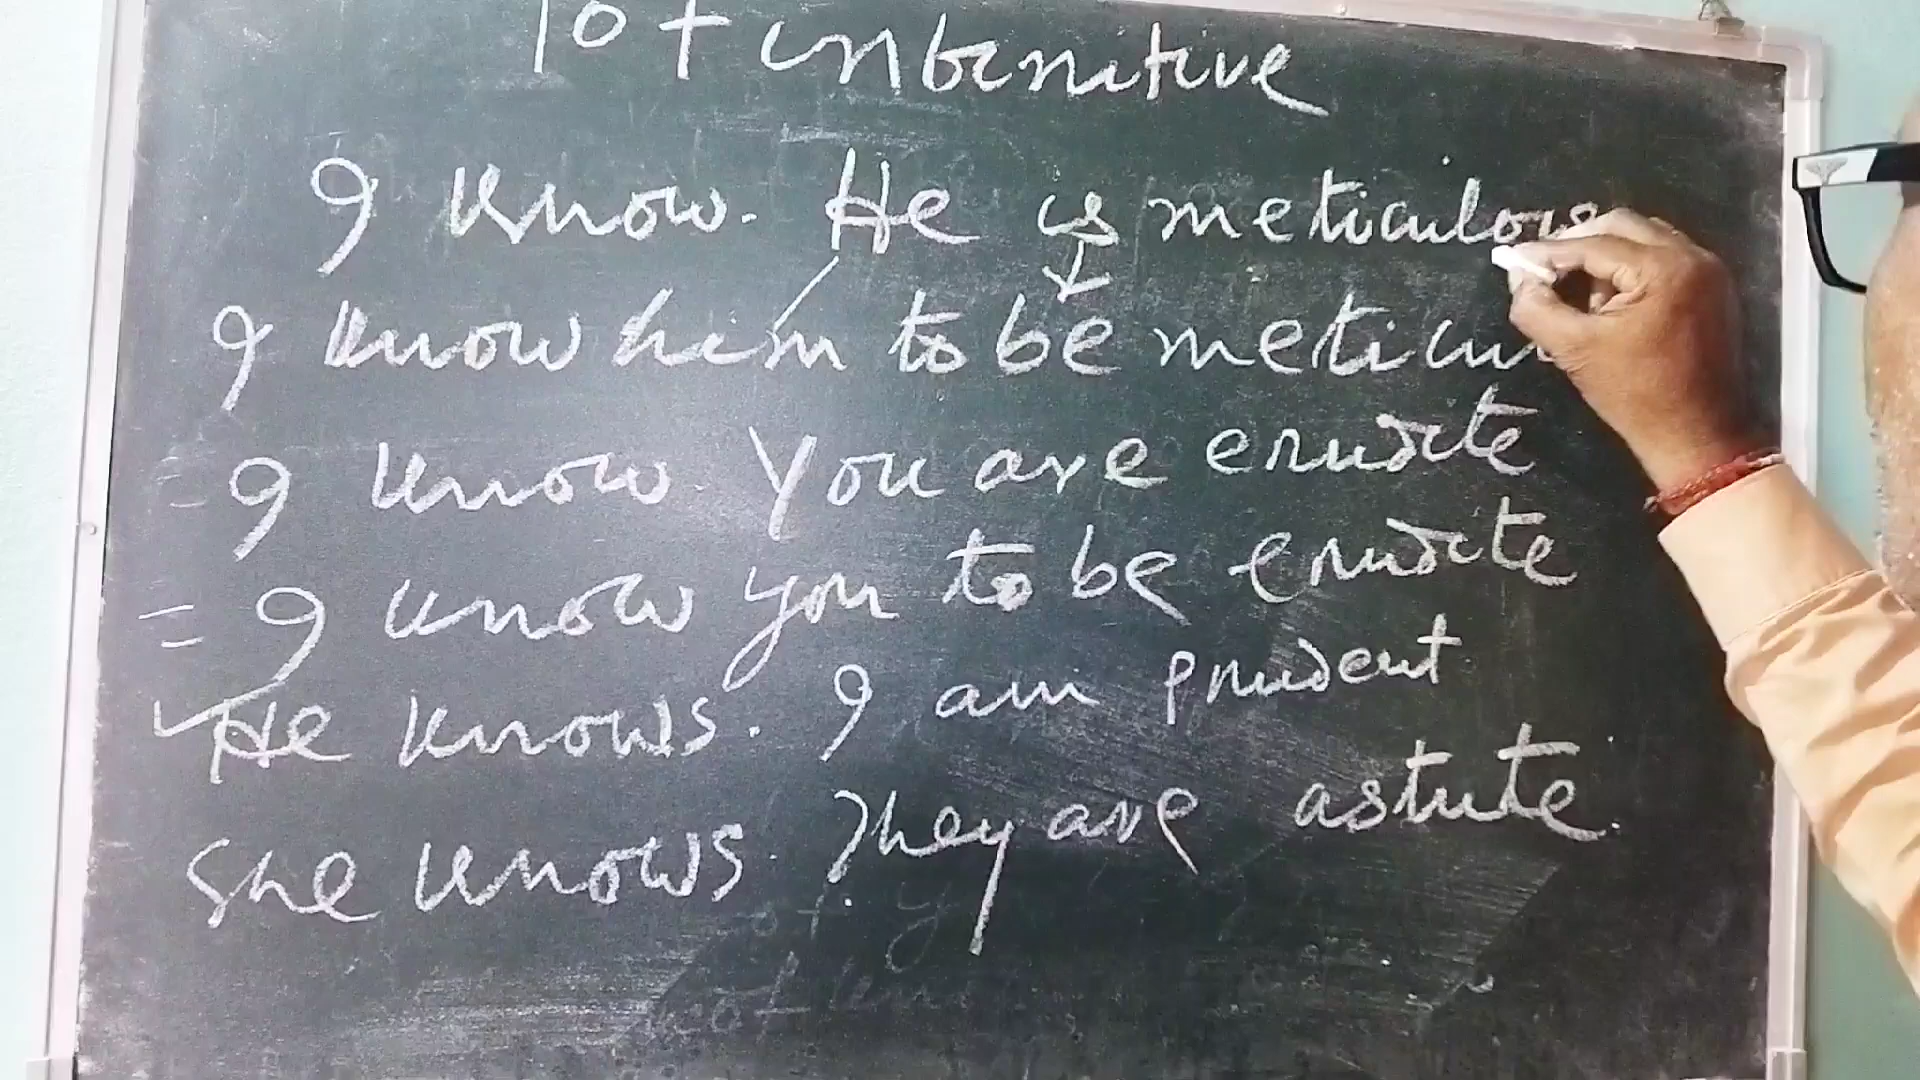 To + infinitive
I know. He is meticulous
I know him to be meticu
= I know. You are erudite
= I know you to be erudite
✓ He knows. I am prudent
She knows. They are astute.